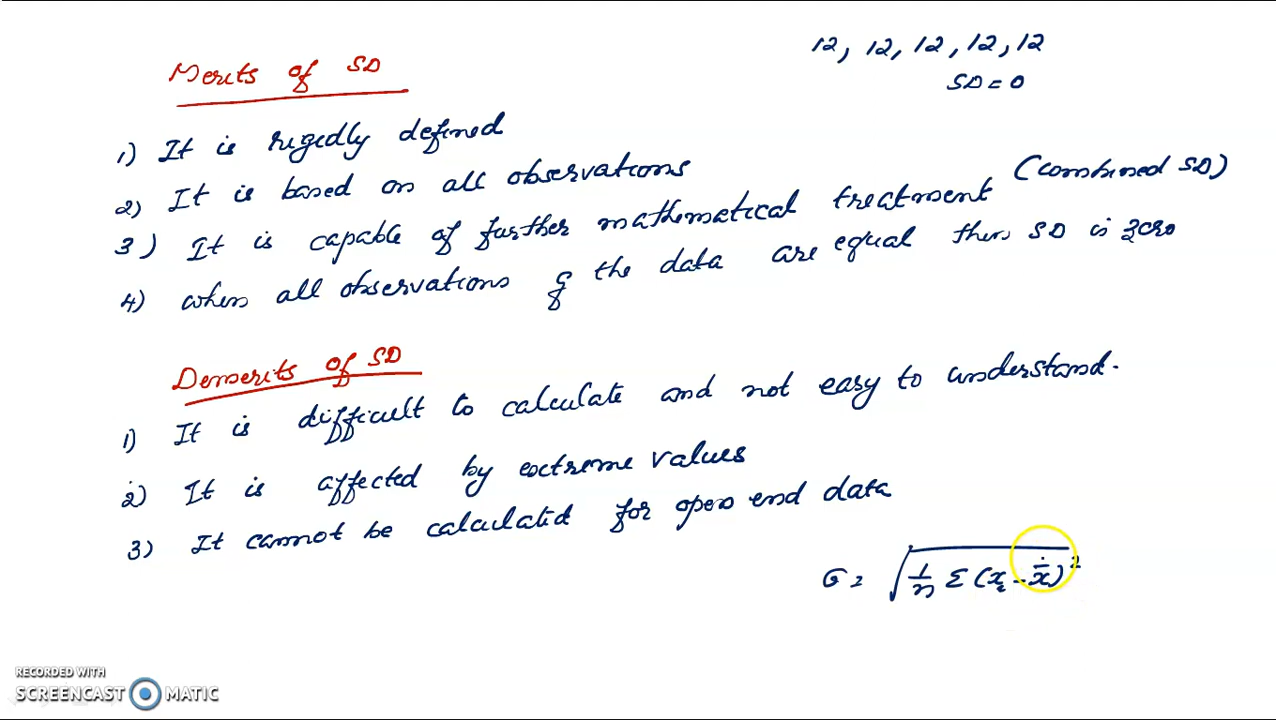 12, 12, 12, 12, 12
SD = 0
Merits of SD
1) It is rigedly defined
2) It is based on all observations
3) It is capable of further mathematical treatment (combined SD)
4) when all observations of the data are equal then SD is zero
Demerits of SD
1) It is difficult to calculate and not easy to understand.
2) It is affected by extreme values
3) It cannot be calculated for open end data
σ = √(1/n Σ(xᵢ - x̄)²)
RECORDED WITH
SCREENCAST MATIC